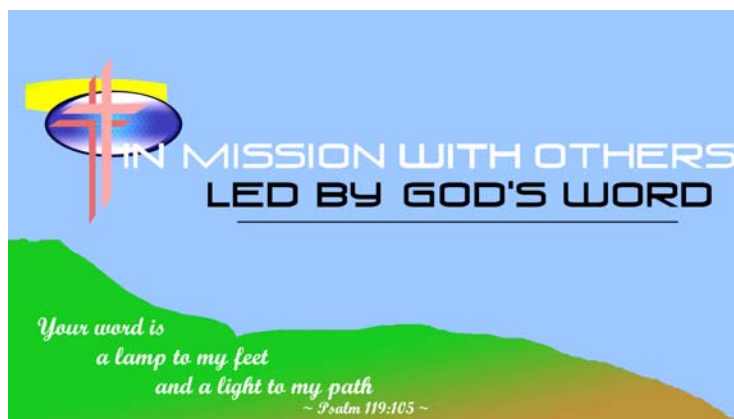 IN MISSION WITH OTHERS
LED BY GOD'S WORD
Your word is
a lamp to my feet
and a light to my path
~ Psalm 119:105 ~